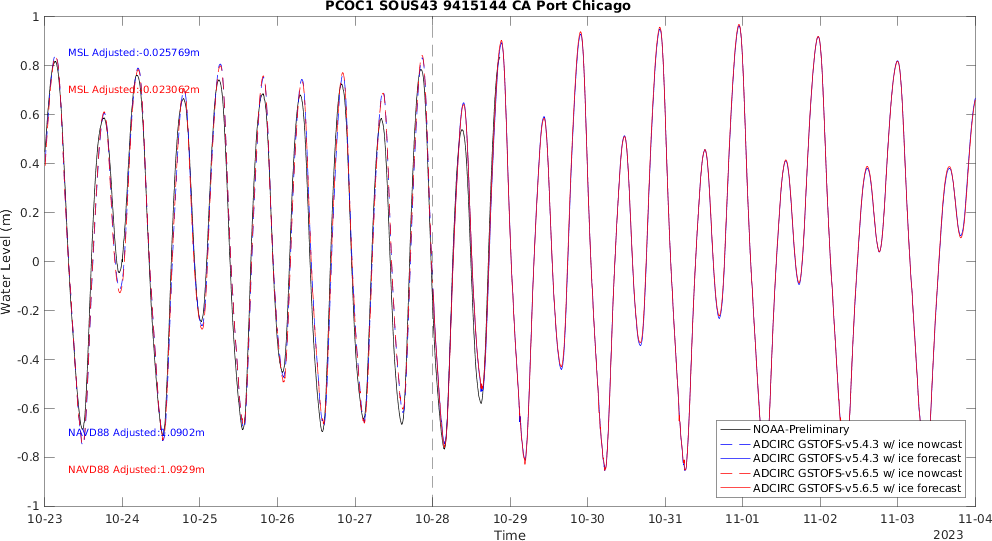 PCOC1 SOUS43 9415144 CA Port Chicago
1
0.8
0.6
0.4
0.2
0
-0.2
-0.4
-0.6
-0.8
-1
Water Level (m)
MSL Adjusted:-0.025769m
MSL Adjusted:-0.023062m
NAVD88 Adjusted:1.0902m
NAVD88 Adjusted:1.0929m
NOAA-Preliminary
ADCIRC GSTOFS-v5.4.3 w/ ice nowcast
ADCIRC GSTOFS-v5.4.3 w/ ice forecast
ADCIRC GSTOFS-v5.6.5 w/ ice nowcast
ADCIRC GSTOFS-v5.6.5 w/ ice forecast
10-23 10-24 10-25 10-26 10-27 10-28 10-29 10-30 10-31 11-01 11-02 11-03 11-04
Time
2023